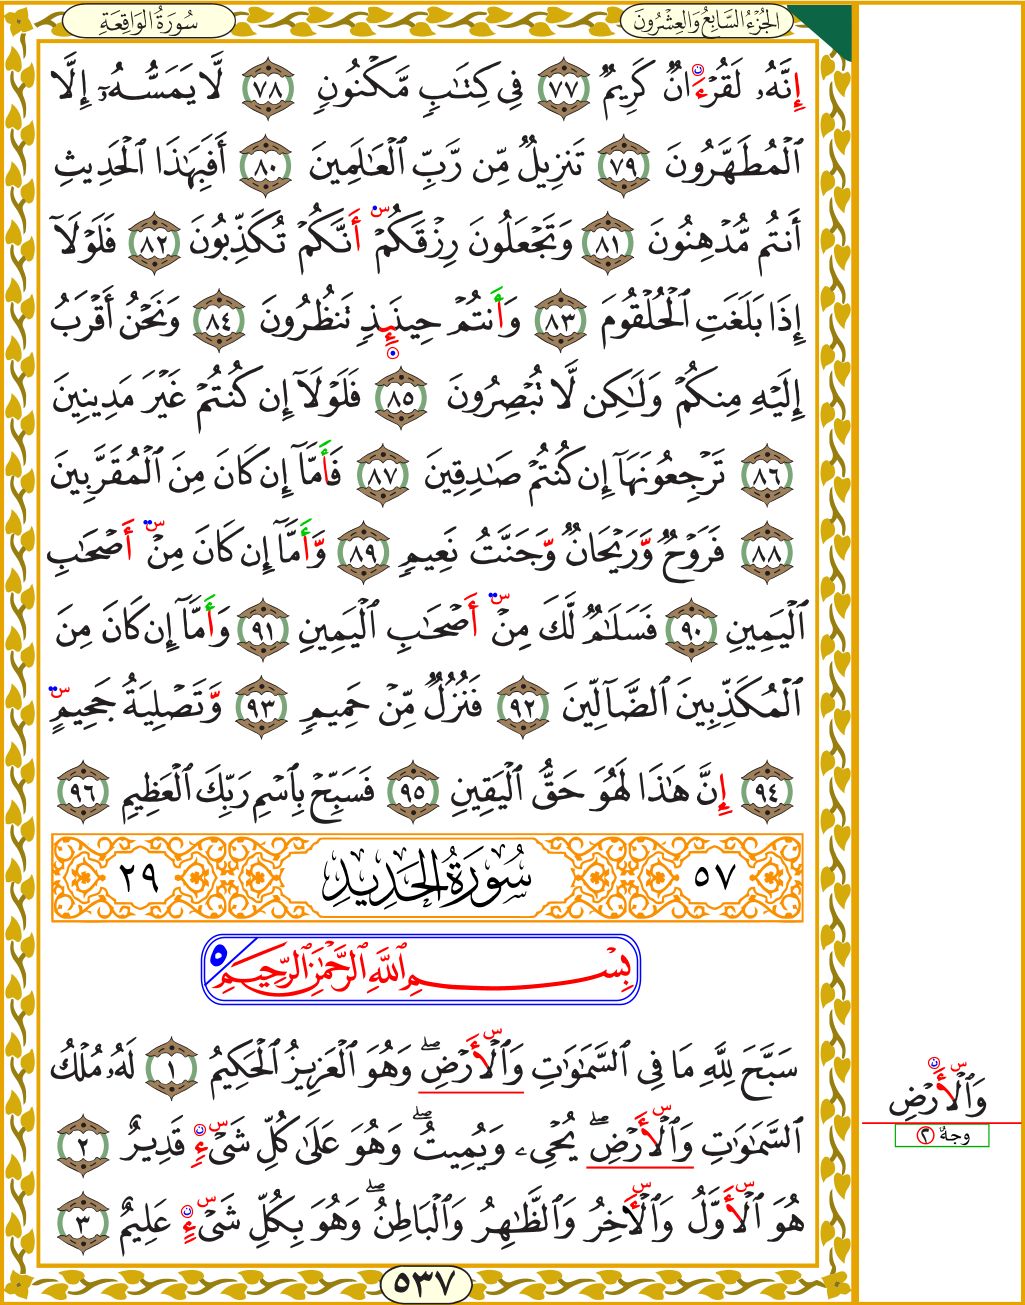 سُورَةُ الْوَاقِعَةِ
الجُزْءُ السَّابِعُ وَالعِشْرُونَ
إِنَّهُۥ لَقُرْءَانٌ كَرِيمٌ ٧٧ فِى كِتَٰبٍ مَّكْنُونٍ ٧٨ لَّا يَمَسُّهُۥٓ إِلَّا
ٱلْمُطَهَّرُونَ ٧٩ تَنزِيلٌ مِّن رَّبِّ ٱلْعَٰلَمِينَ ٨٠ أَفَبِهَٰذَا ٱلْحَدِيثِ
أَنتُم مُّدْهِنُونَ ٨١ وَتَجْعَلُونَ رِزْقَكُمْ أَنَّكُمْ تُكَذِّبُونَ ٨٢ فَلَوْلَآ
إِذَا بَلَغَتِ ٱلْحُلْقُومَ ٨٣ وَأَنتُمْ حِينَئِذٍ تَنظُرُونَ ٨٤ وَنَحْنُ أَقْرَبُ
إِلَيْهِ مِنكُمْ وَلَٰكِن لَّا تُبْصِرُونَ ٨٥ فَلَوْلَآ إِن كُنتُمْ غَيْرَ مَدِينِينَ
٨٦ تَرْجِعُونَهَآ إِن كُنتُمْ صَٰدِقِينَ ٨٧ فَأَمَّآ إِن كَانَ مِنَ ٱلْمُقَرَّبِينَ
٨٨ فَرَوْحٌ وَرَيْحَانٌ وَجَنَّتُ نَعِيمٍ ٨٩ وَأَمَّآ إِن كَانَ مِنْ أَصْحَٰبِ
ٱلْيَمِينِ ٩٠ فَسَلَٰمٌ لَّكَ مِنْ أَصْحَٰبِ ٱلْيَمِينِ ٩١ وَأَمَّآ إِن كَانَ مِنَ
ٱلْمُكَذِّبِينَ ٱلضَّآلِّينَ ٩٢ فَنُزُلٌ مِّنْ حَمِيمٍ ٩٣ وَتَصْلِيَةُ جَحِيمٍ
٩٤ إِنَّ هَٰذَا لَهُوَ حَقُّ ٱلْيَقِينِ ٩٥ فَسَبِّحْ بِٱسْمِ رَبِّكَ ٱلْعَظِيمِ ٩٦
٥٧ سُورَةُ الحَدِيدِ ٢٩
بِسْمِ ٱللَّهِ ٱلرَّحْمَٰنِ ٱلرَّحِيمِ ٥
سَبَّحَ لِلَّهِ مَا فِى ٱلسَّمَٰوَٰتِ وَٱلْأَرْضِ ۖ وَهُوَ ٱلْعَزِيزُ ٱلْحَكِيمُ ١ لَهُۥ مُلْكُ
ٱلسَّمَٰوَٰتِ وَٱلْأَرْضِ ۖ يُحْىِۦ وَيُمِيتُ ۖ وَهُوَ عَلَىٰ كُلِّ شَىْءٍ قَدِيرٌ ٢
هُوَ ٱلْأَوَّلُ وَٱلْءَاخِرُ وَٱلظَّٰهِرُ وَٱلْبَاطِنُ ۖ وَهُوَ بِكُلِّ شَىْءٍ عَلِيمٌ ٣
وَٱلْأَرْضِ
وجهٌ ٣
٥٣٧